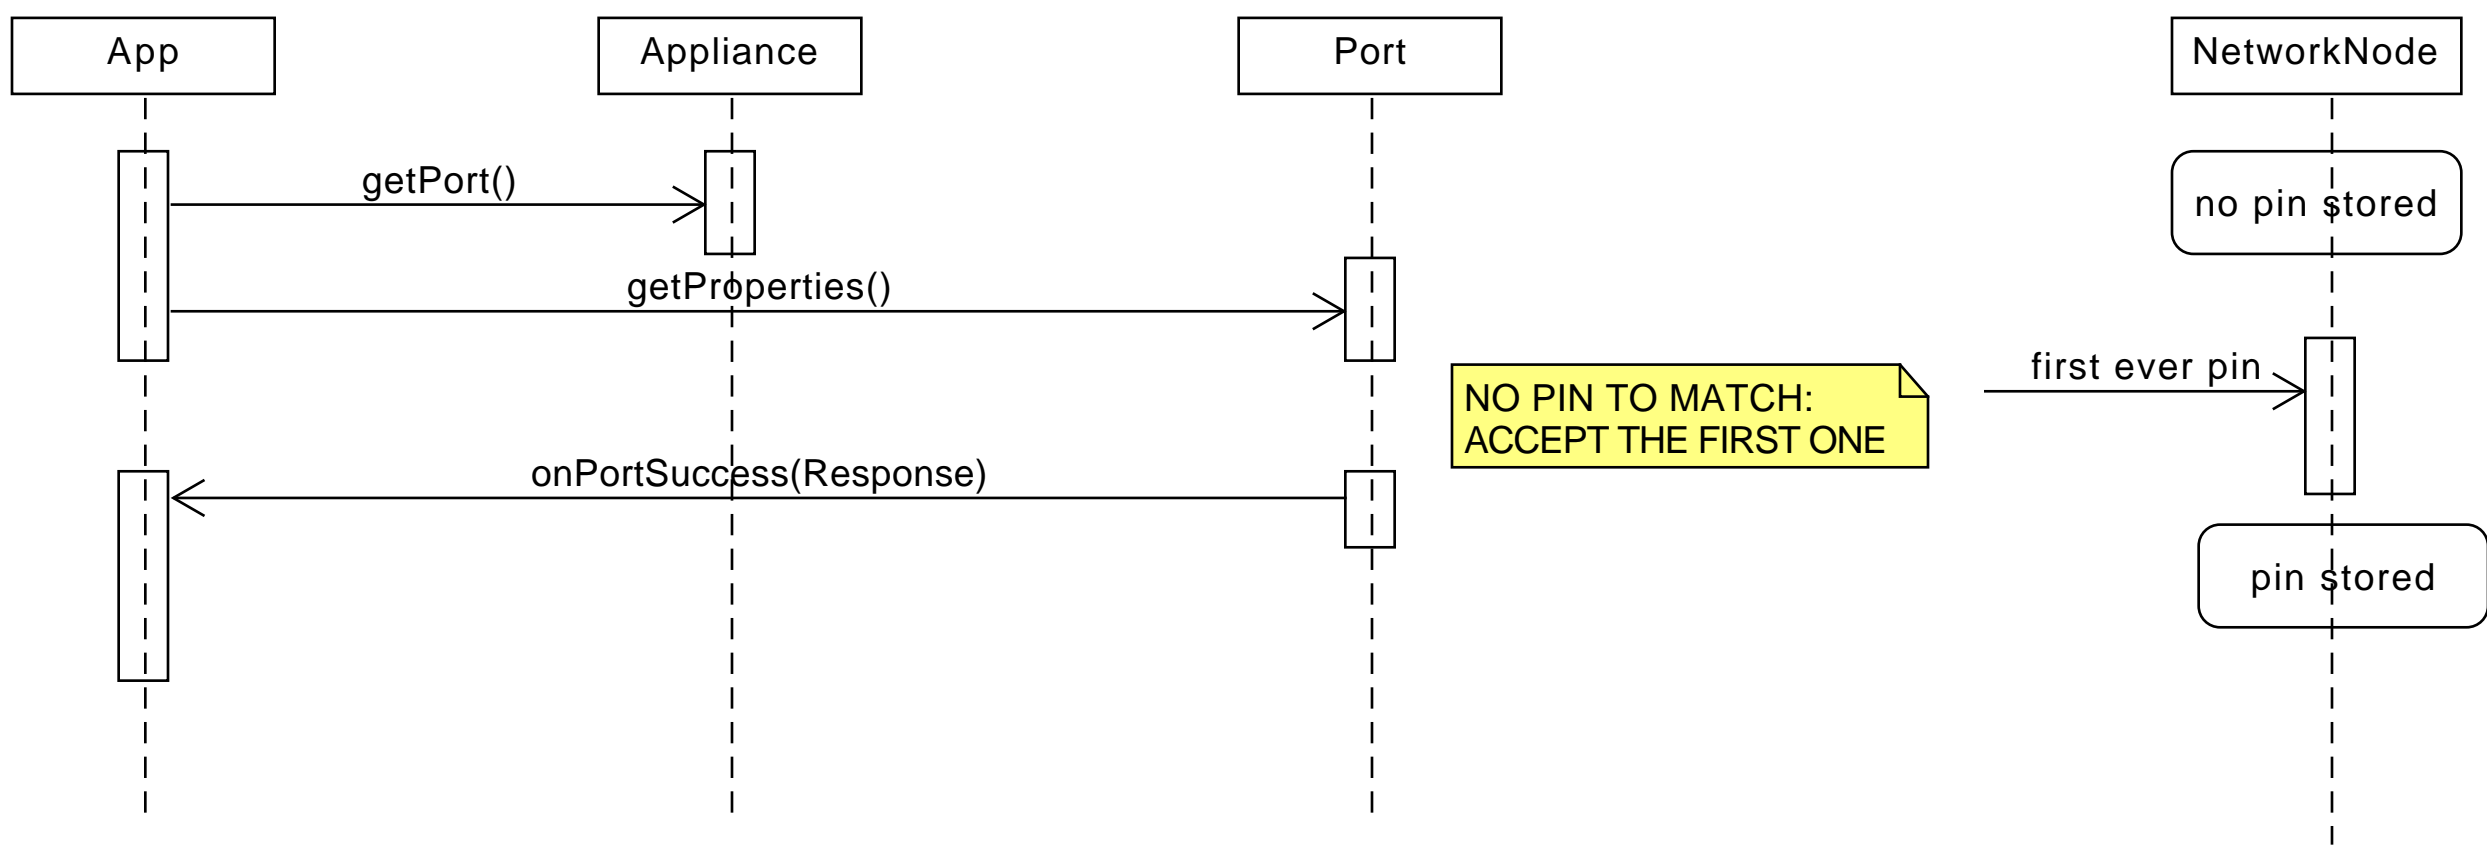 App
Appliance
Port
NetworkNode
getPort()
no pin stored
getProperties()
first ever pin
NO PIN TO MATCH:
ACCEPT THE FIRST ONE
onPortSuccess(Response)
pin stored